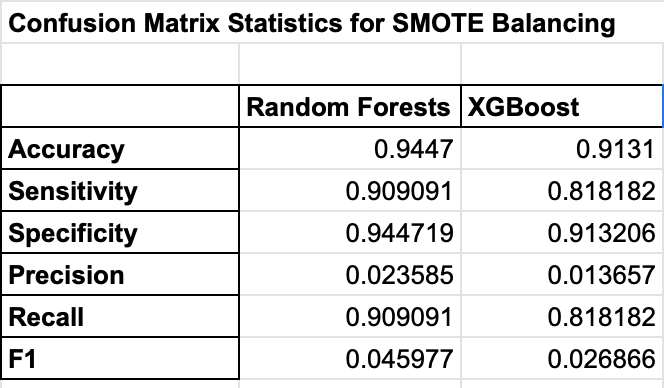 Confusion Matrix Statistics for SMOTE Balancing
Random Forests XGBoost
Accuracy 0.9447 0.9131
Sensitivity 0.909091 0.818182
Specificity 0.944719 0.913206
Precision 0.023585 0.013657
Recall 0.909091 0.818182
F1 0.045977 0.026866